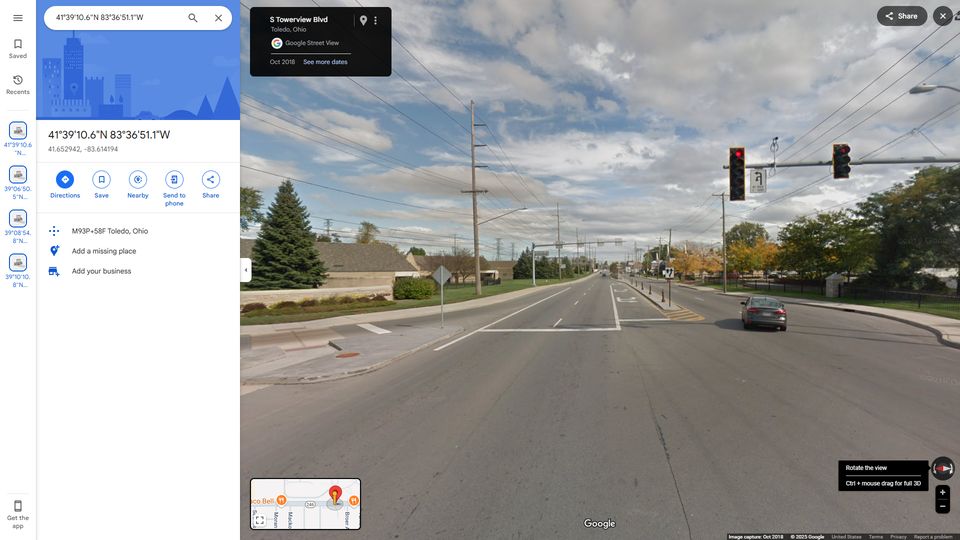 41°39'10.6"N 83°36'51.1"W
Saved
Recents
41°39'10.6
"N...
39°06'50.
5"N...
39°08'54.
8"N...
39°10'10.
8"N...
Get the
app
41°39'10.6"N 83°36'51.1"W
41.652942, -83.614194
Directions
Save
Nearby
Send to
phone
Share
M93P+58F Toledo, Ohio
Add a missing place
Add your business
S Towerview Blvd
Toledo, Ohio
Google Street View
Oct 2018 See more dates
Share
Rotate the view
Ctrl + mouse drag for full 3D
co Bell
246
Google
Image capture: Oct 2018 © 2025 Google United States Terms Privacy Report a problem